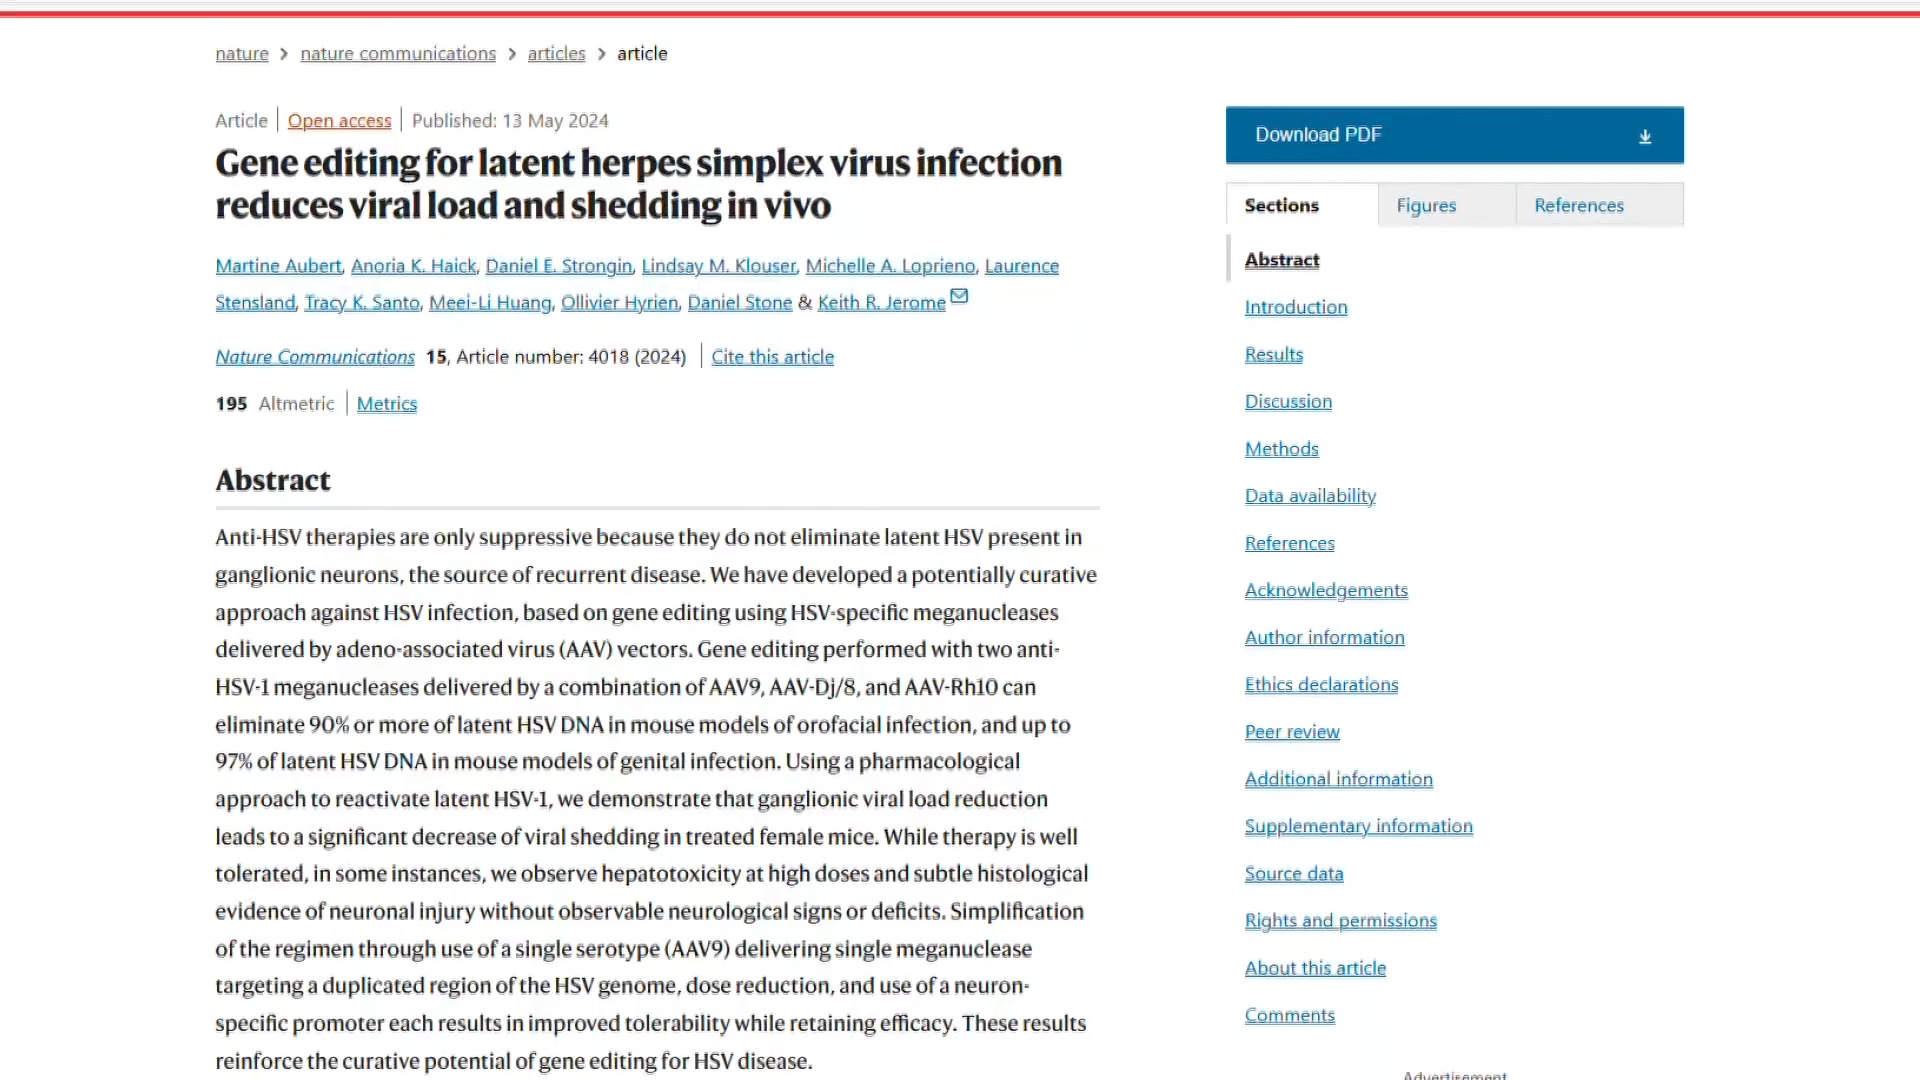 nature > nature communications > articles > article
Article | Open access | Published: 13 May 2024
Gene editing for latent herpes simplex virus infection
reduces viral load and shedding in vivo
Martine Aubert, Anoria K. Haick, Daniel E. Strongin, Lindsay M. Klouser, Michelle A. Loprieno, Laurence
Stensland, Tracy K. Santo, Meei-Li Huang, Ollivier Hyrien, Daniel Stone & Keith R. Jerome
Nature Communications 15, Article number: 4018 (2024) | Cite this article
195 Altmetric | Metrics
Abstract
Anti-HSV therapies are only suppressive because they do not eliminate latent HSV present in
ganglionic neurons, the source of recurrent disease. We have developed a potentially curative
approach against HSV infection, based on gene editing using HSV-specific meganucleases
delivered by adeno-associated virus (AAV) vectors. Gene editing performed with two anti-
HSV-1 meganucleases delivered by a combination of AAV9, AAV-Dj/8, and AAV-Rh10 can
eliminate 90% or more of latent HSV DNA in mouse models of orofacial infection, and up to
97% of latent HSV DNA in mouse models of genital infection. Using a pharmacological
approach to reactivate latent HSV-1, we demonstrate that ganglionic viral load reduction
leads to a significant decrease of viral shedding in treated female mice. While therapy is well
tolerated, in some instances, we observe hepatotoxicity at high doses and subtle histological
evidence of neuronal injury without observable neurological signs or deficits. Simplification
of the regimen through use of a single serotype (AAV9) delivering single meganuclease
targeting a duplicated region of the HSV genome, dose reduction, and use of a neuron-
specific promoter each results in improved tolerability while retaining efficacy. These results
reinforce the curative potential of gene editing for HSV disease.
Download PDF
Sections
Figures
References
Abstract
Introduction
Results
Discussion
Methods
Data availability
References
Acknowledgements
Author information
Ethics declarations
Peer review
Additional information
Supplementary information
Source data
Rights and permissions
About this article
Comments
Advertisement